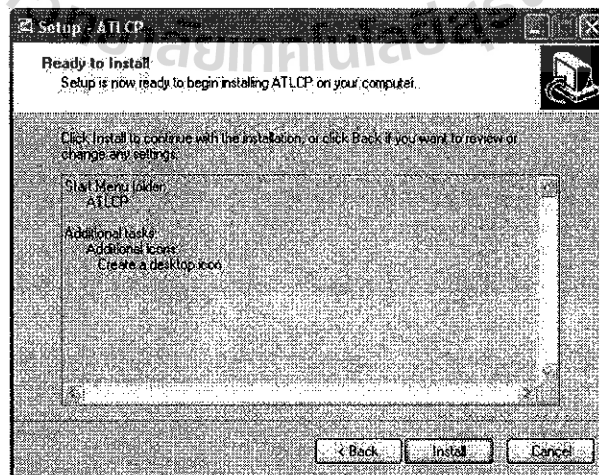 Setup - ATLCP
Ready to Install
Setup is now ready to begin installing ATLCP on your computer.
Click Install to continue with the installation, or click Back if you want to review or
change any settings.
Start Menu folder:
ATLCP
Additional tasks:
Additional icons:
Create a desktop icon
< Back
Install
Cancel